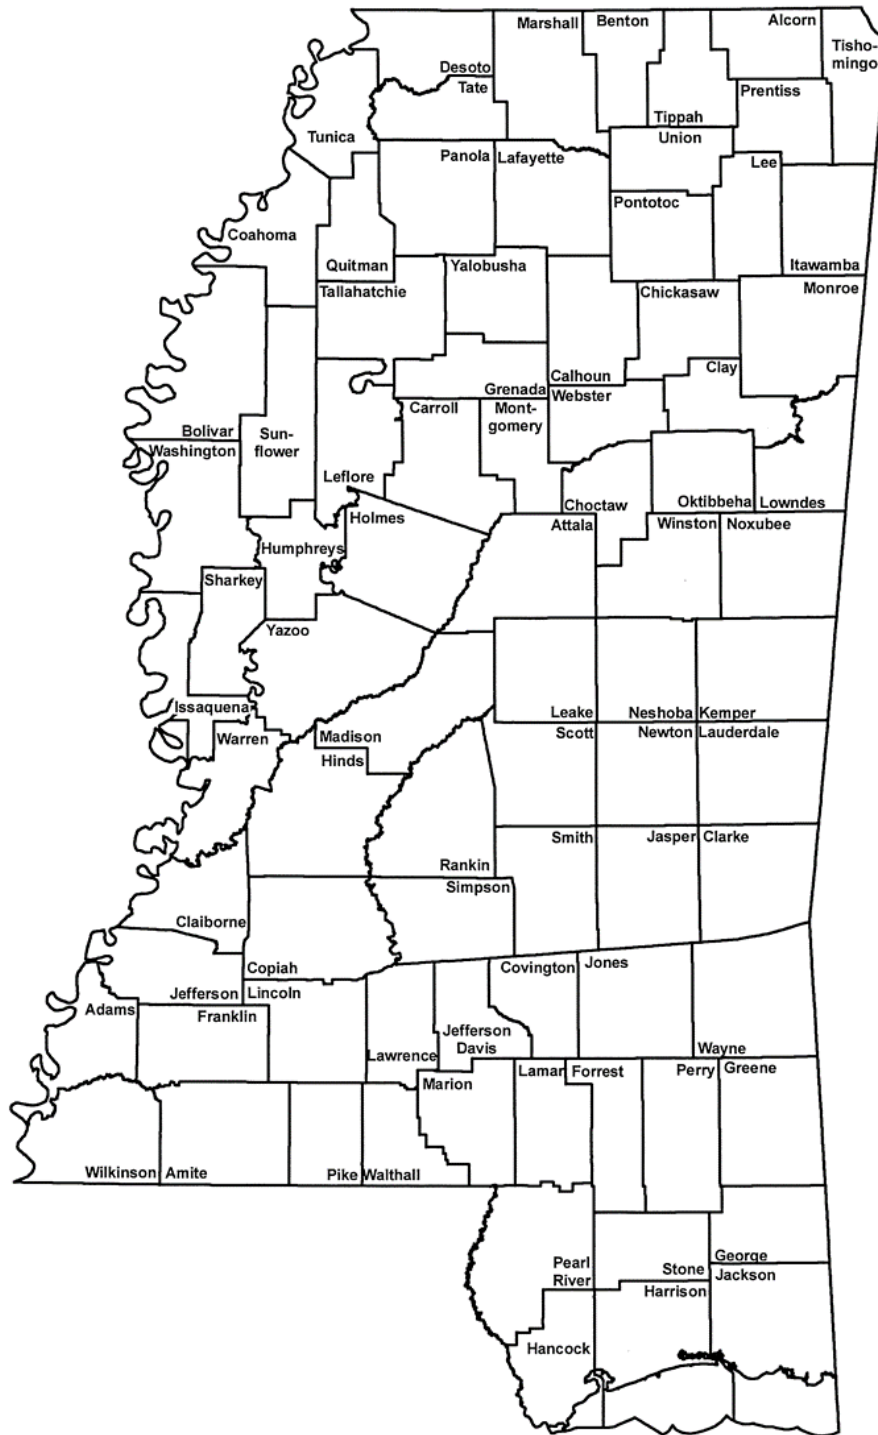 Marshall
Benton
Alcorn
Tisho-
mingo
Desoto
Tate
Prentiss
Tippah
Union
Tunica
Panola
Lafayette
Lee
Pontotoc
Coahoma
Quitman
Yalobusha
Itawamba
Tallahatchie
Chickasaw
Monroe
Clay
Calhoun
Grenada
Webster
Carroll
Mont-
gomery
Bolivar
Washington
Sun-
flower
Leflore
Choctaw
Oktibbeha
Lowndes
Holmes
Attala
Winston
Noxubee
Humphreys
Sharkey
Yazoo
Issaquena
Leake
Neshoba
Kemper
Warren
Madison
Hinds
Scott
Newton
Lauderdale
Smith
Jasper
Clarke
Rankin
Simpson
Claiborne
Copiah
Covington
Jones
Jefferson
Lincoln
Adams
Franklin
Jefferson
Davis
Lawrence
Wayne
Marion
Lamar
Forrest
Perry
Greene
Wilkinson
Amite
Pike
Walthall
George
Pearl
River
Stone
Jackson
Harrison
Hancock